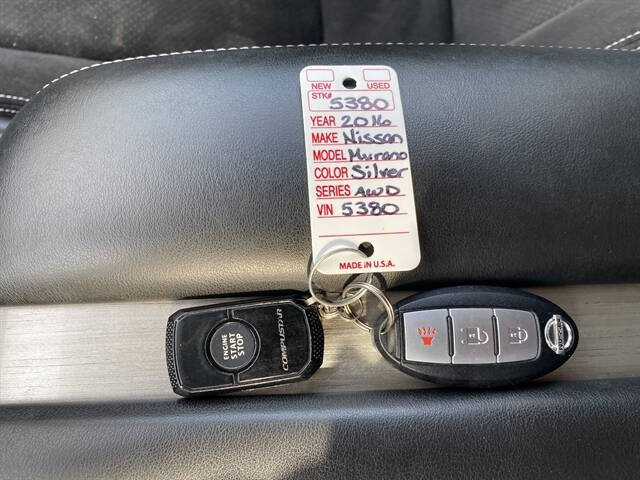 NEW USED
STK# 5380
YEAR 2016
MAKE Nissan
MODEL Murano
COLOR Silver
SERIES AWD
VIN 5380
MADE IN U.S.A.
ENGINE
START
STOP
COMPUSTAR
NISSAN